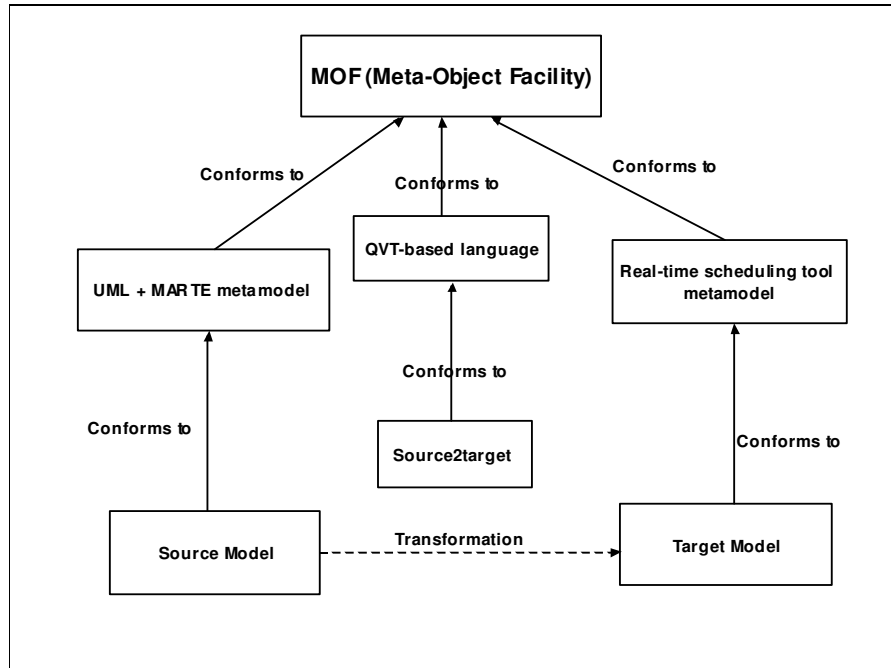 MOF (Meta-Object Facility)
Conforms to
Conforms to
Conforms to
QVT-based language
UML + MARTE metamodel
Real-time scheduling tool
metamodel
Conforms to
Conforms to
Conforms to
Source2target
Source Model
Transformation
Target Model